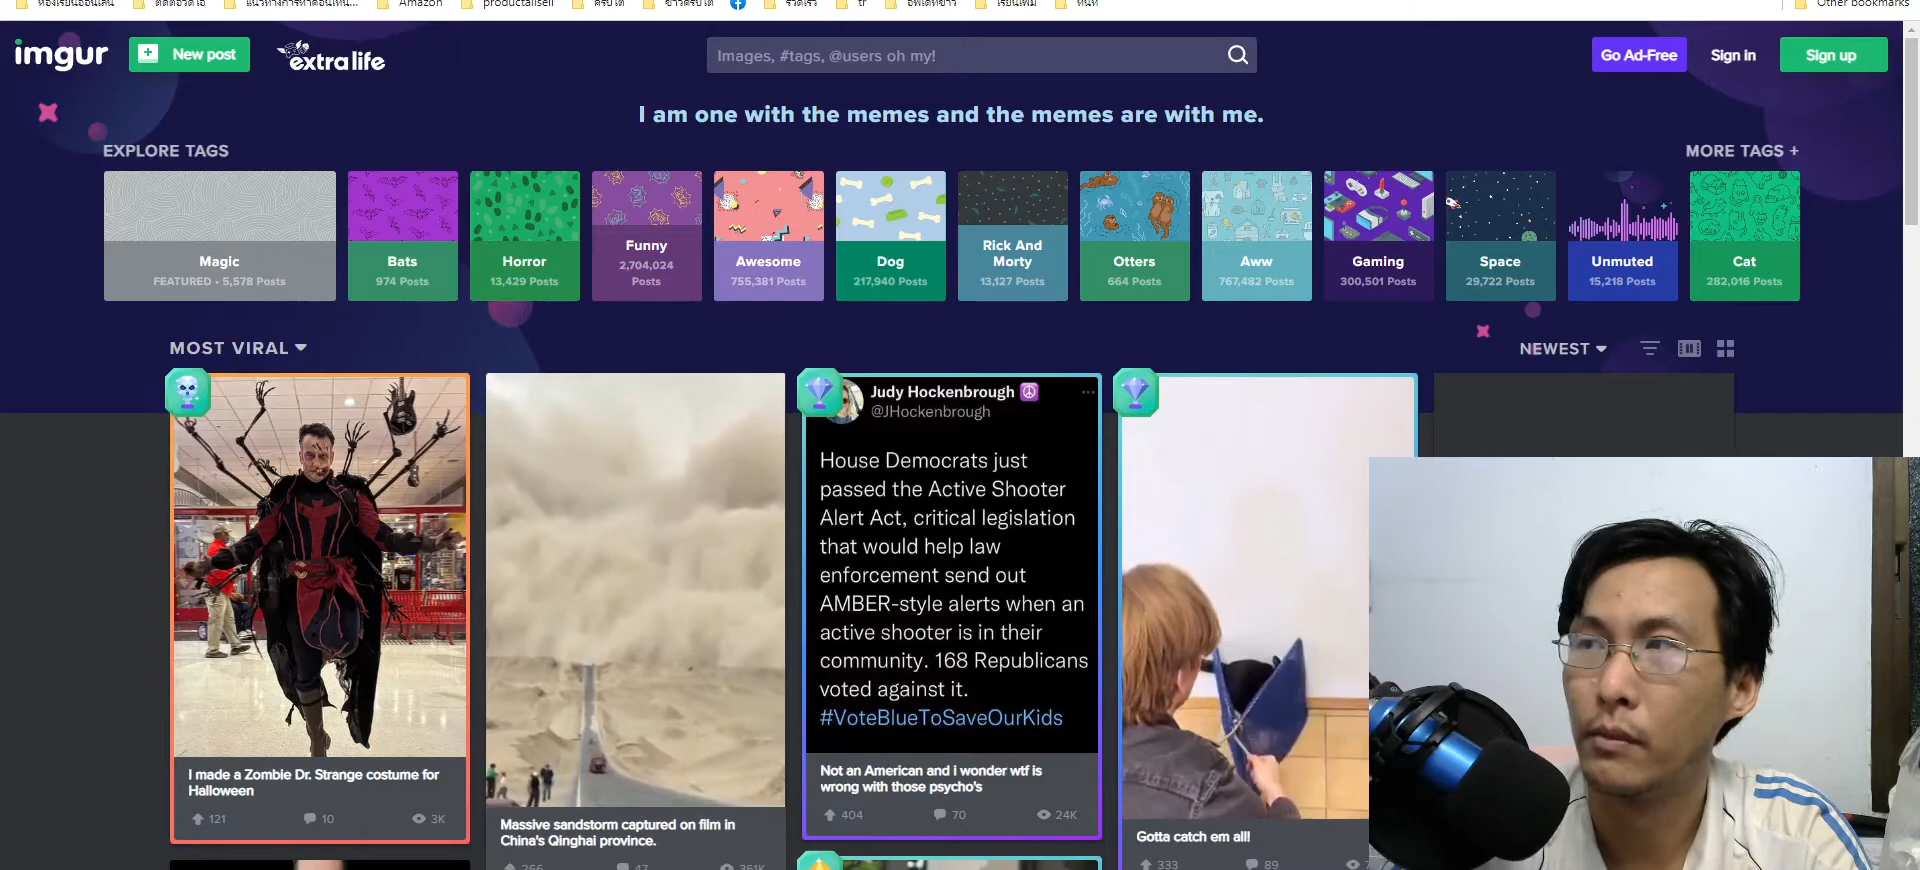 Amazon
productallsell
tr
Other bookmarks
imgur
New post
extralife
Images, #tags, @users oh my!
Go Ad-Free
Sign in
Sign up
I am one with the memes and the memes are with me.
EXPLORE TAGS
MORE TAGS +
Magic
FEATURED • 5,578 Posts
Bats
974 Posts
Horror
13,429 Posts
Funny
2,704,024
Posts
Awesome
755,381 Posts
Dog
217,940 Posts
Rick And
Morty
13,127 Posts
Otters
664 Posts
Aww
767,482 Posts
Gaming
300,501 Posts
Space
29,722 Posts
Unmuted
15,218 Posts
Cat
282,016 Posts
MOST VIRAL
NEWEST
I made a Zombie Dr. Strange costume for
Halloween
121
10
3K
Massive sandstorm captured on film in
China's Qinghai province.
266
47
361K
Judy Hockenbrough
@JHockenbrough
House Democrats just
passed the Active Shooter
Alert Act, critical legislation
that would help law
enforcement send out
AMBER-style alerts when an
active shooter is in their
community. 168 Republicans
voted against it.
#VoteBlueToSaveOurKids
Not an American and i wonder wtf is
wrong with those psycho's
404
70
24K
Gotta catch em all!
333
89